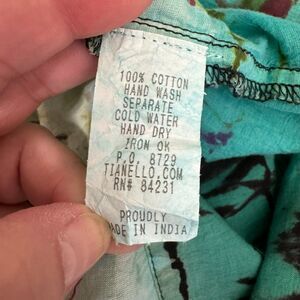 100% COTTON
HAND WASH
SEPARATE
COLD WATER
HAND DRY
IRON OK
P.O. 8729
TIANELLO.COM
RN# 84231
PROUDLY
MADE IN INDIA